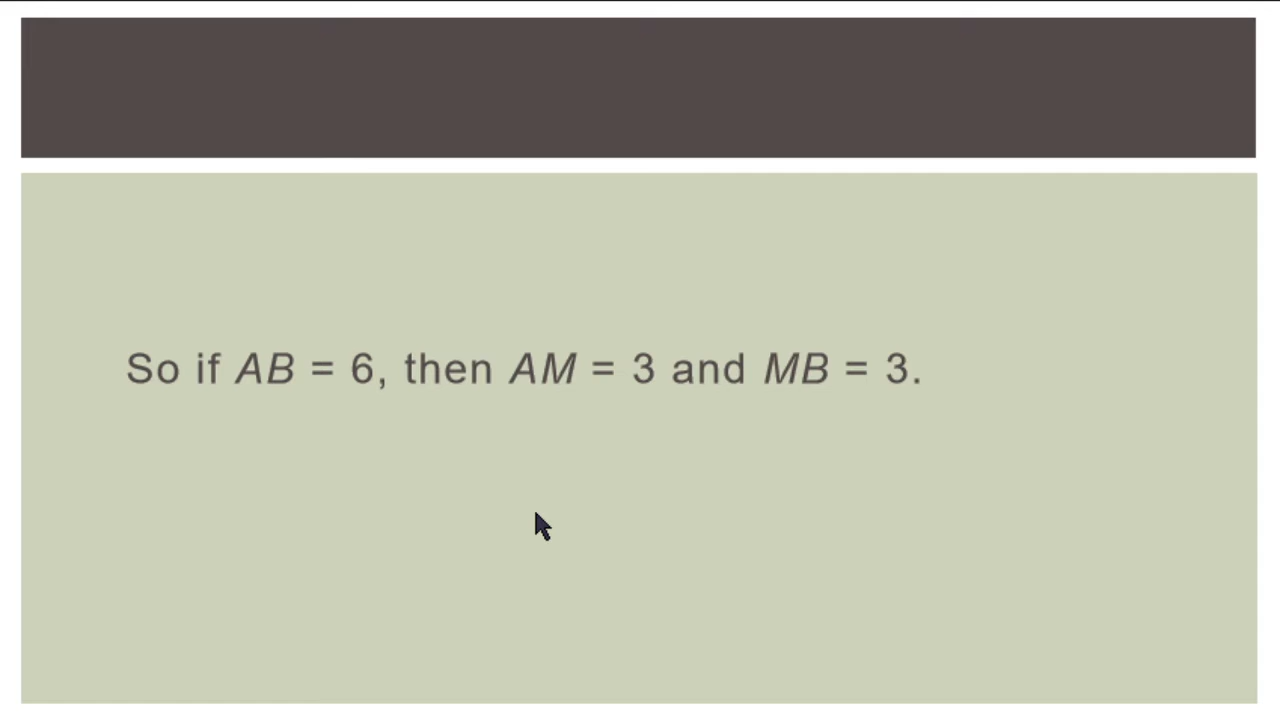 So if AB = 6, then AM = 3 and MB = 3.